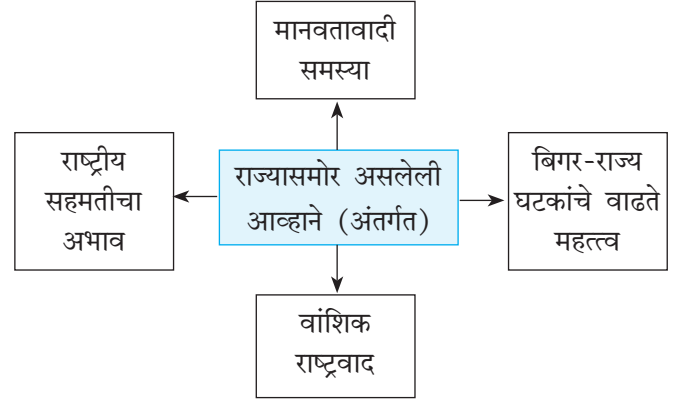 मानवतावादी
समस्या
राष्ट्रीय
सहमतीचा
अभाव
राज्यासमोर असलेली
आव्हाने (अंतर्गत)
बिगर-राज्य
घटकांचे वाढते
महत्त्व
वांशिक
राष्ट्रवाद